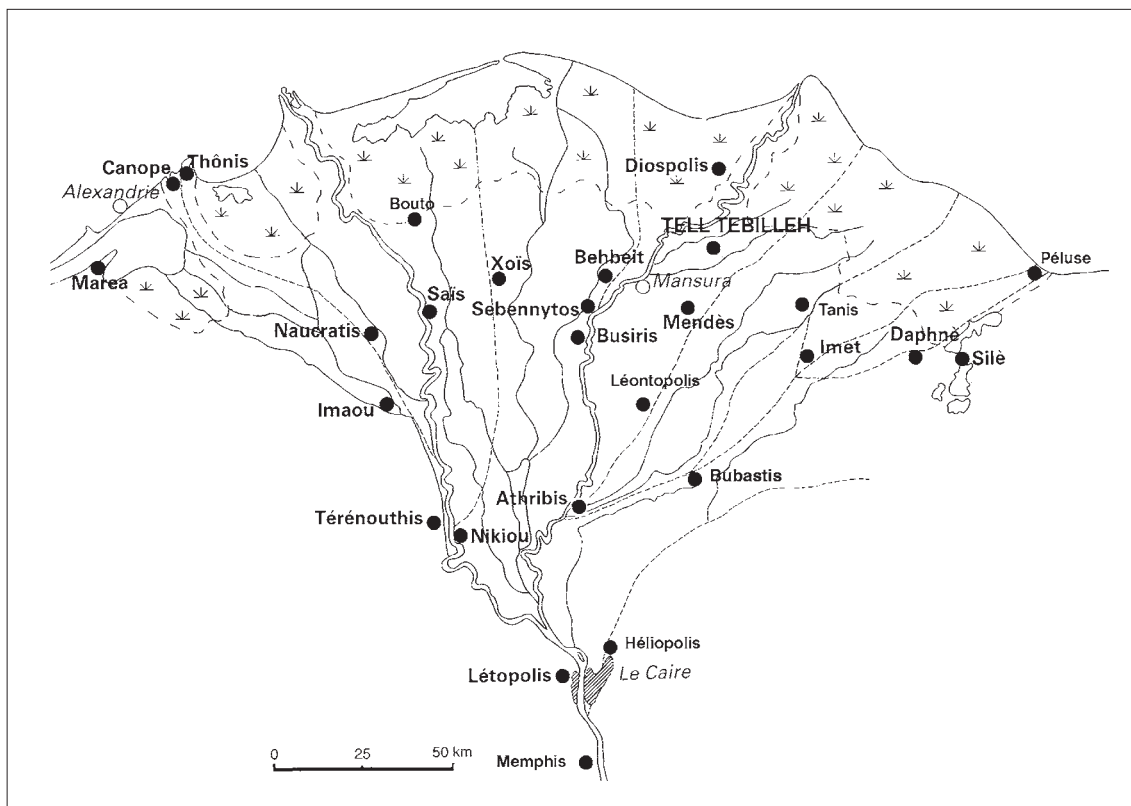 Diospolis
Canope
Thônis
Alexandrie
Bouto
TELL TEBILLEH
Xoïs
Behbeit
Péluse
Marea
Mansura
Saïs
Sebennytos
Mendès
Tanis
Naucratis
Busiris
Imet
Daphnè
Silè
Léontopolis
Imaou
Bubastis
Athribis
Térénouthis
Nikiou
Héliopolis
Létopolis
Le Caire
0 25 50 km
Memphis